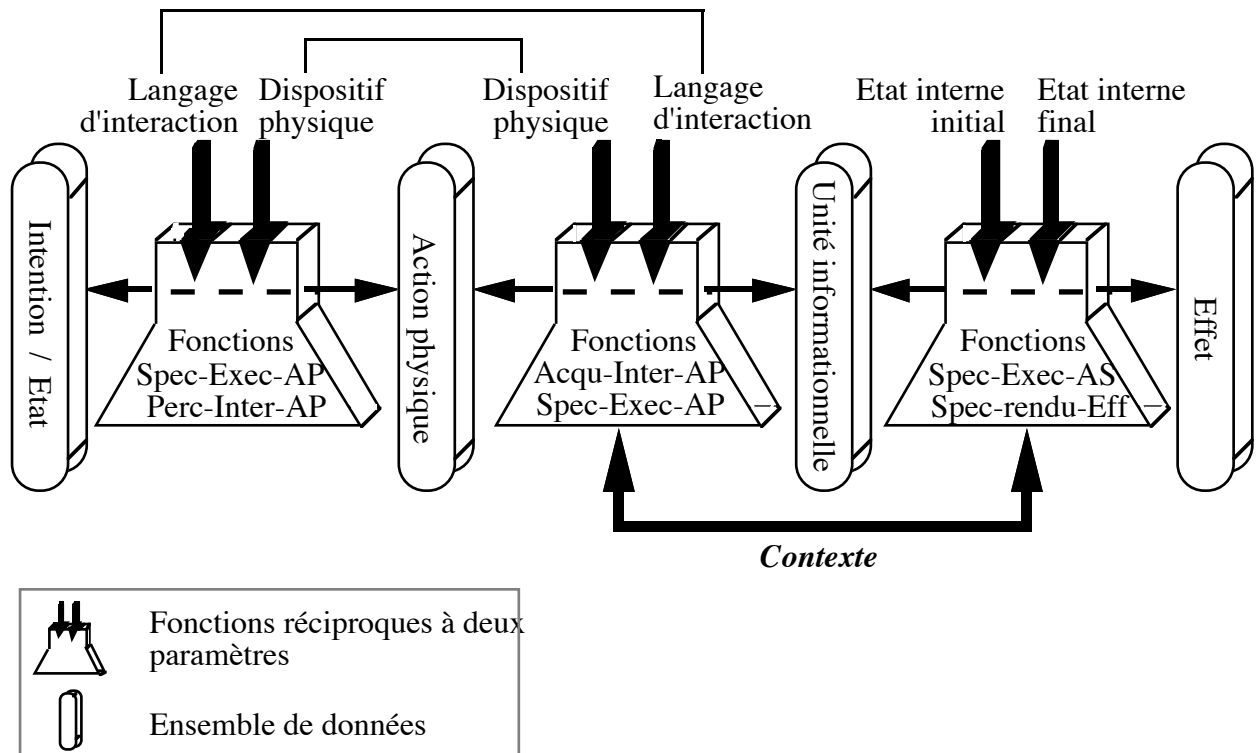 Langage
d'interaction
Dispositif
physique
Dispositif
physique
Langage
d'interaction
Etat interne
initial
Etat interne
final
Intention / Etat
Fonctions
Spec-Exec-AP
Perc-Inter-AP
Action physique
Fonctions
Acqu-Inter-AP
Spec-Exec-AP
Unité informationnelle
Fonctions
Spec-Exec-AS
Spec-rendu-Eff
Effet
Contexte
Fonctions réciproques à deux
paramètres
Ensemble de données